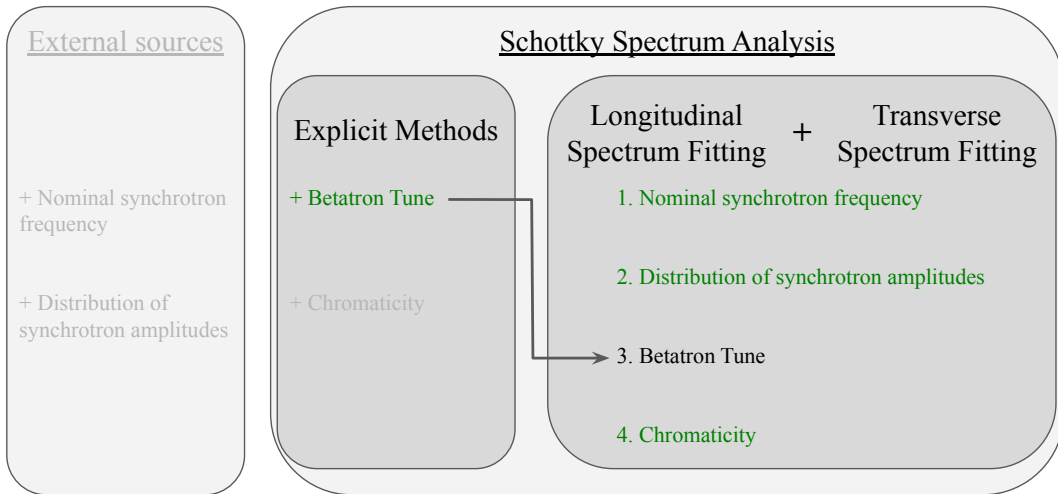 External sources
+ Nominal synchrotron
frequency
+ Distribution of
synchrotron amplitudes
Schottky Spectrum Analysis
Explicit Methods
+ Betatron Tune
+ Chromaticity
Longitudinal
Spectrum Fitting
+
Transverse
Spectrum Fitting
1. Nominal synchrotron frequency
2. Distribution of synchrotron amplitudes
3. Betatron Tune
4. Chromaticity